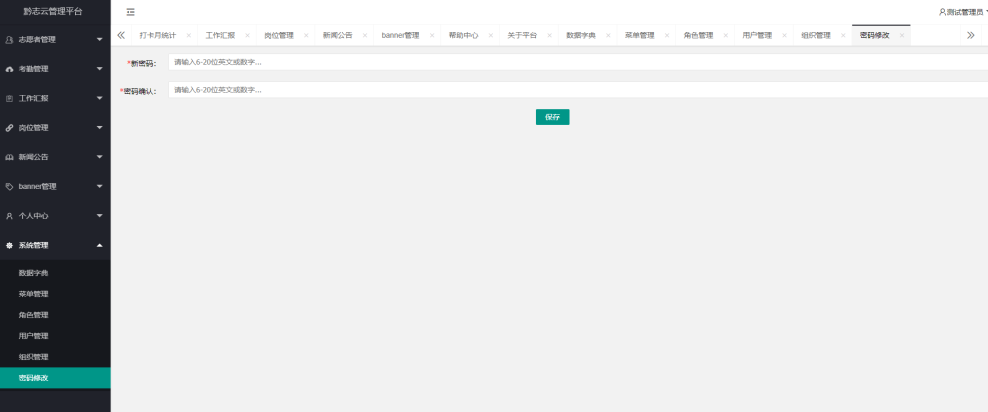 黔志云管理平台
测试管理员
志愿者管理
考勤管理
工作汇报
岗位管理
新闻公告
banner管理
个人中心
系统管理
数据字典
菜单管理
角色管理
用户管理
组织管理
密码修改
打卡月统计 × 工作汇报 × 岗位管理 × 新闻公告 × banner管理 × 帮助中心 × 关于平台 × 数据字典 × 菜单管理 × 角色管理 × 用户管理 × 组织管理 × 密码修改 ×
*新密码： 请输入6-20位英文或数字...
*密码确认： 请输入6-20位英文或数字...
保存